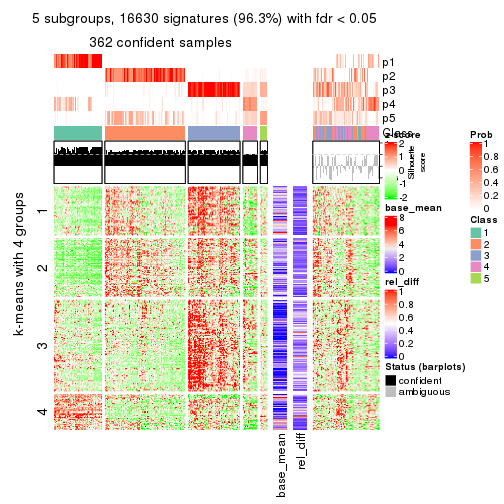 5 subgroups, 16630 signatures (96.3%) with fdr < 0.05
362 confident samples
p1
p2
p3
p4
p5
Class
z-score
2
1
0
-1
-2
Silhouette
score
Prob
1
0.8
0.6
0.4
0.2
0
base_mean
8
6
4
2
0
Class
1
2
3
4
5
rel_diff
1
0.8
0.6
0.4
0.2
0
Status (barplots)
confident
ambiguous
k-means with 4 groups
1
2
3
4
base_mean
rel_diff